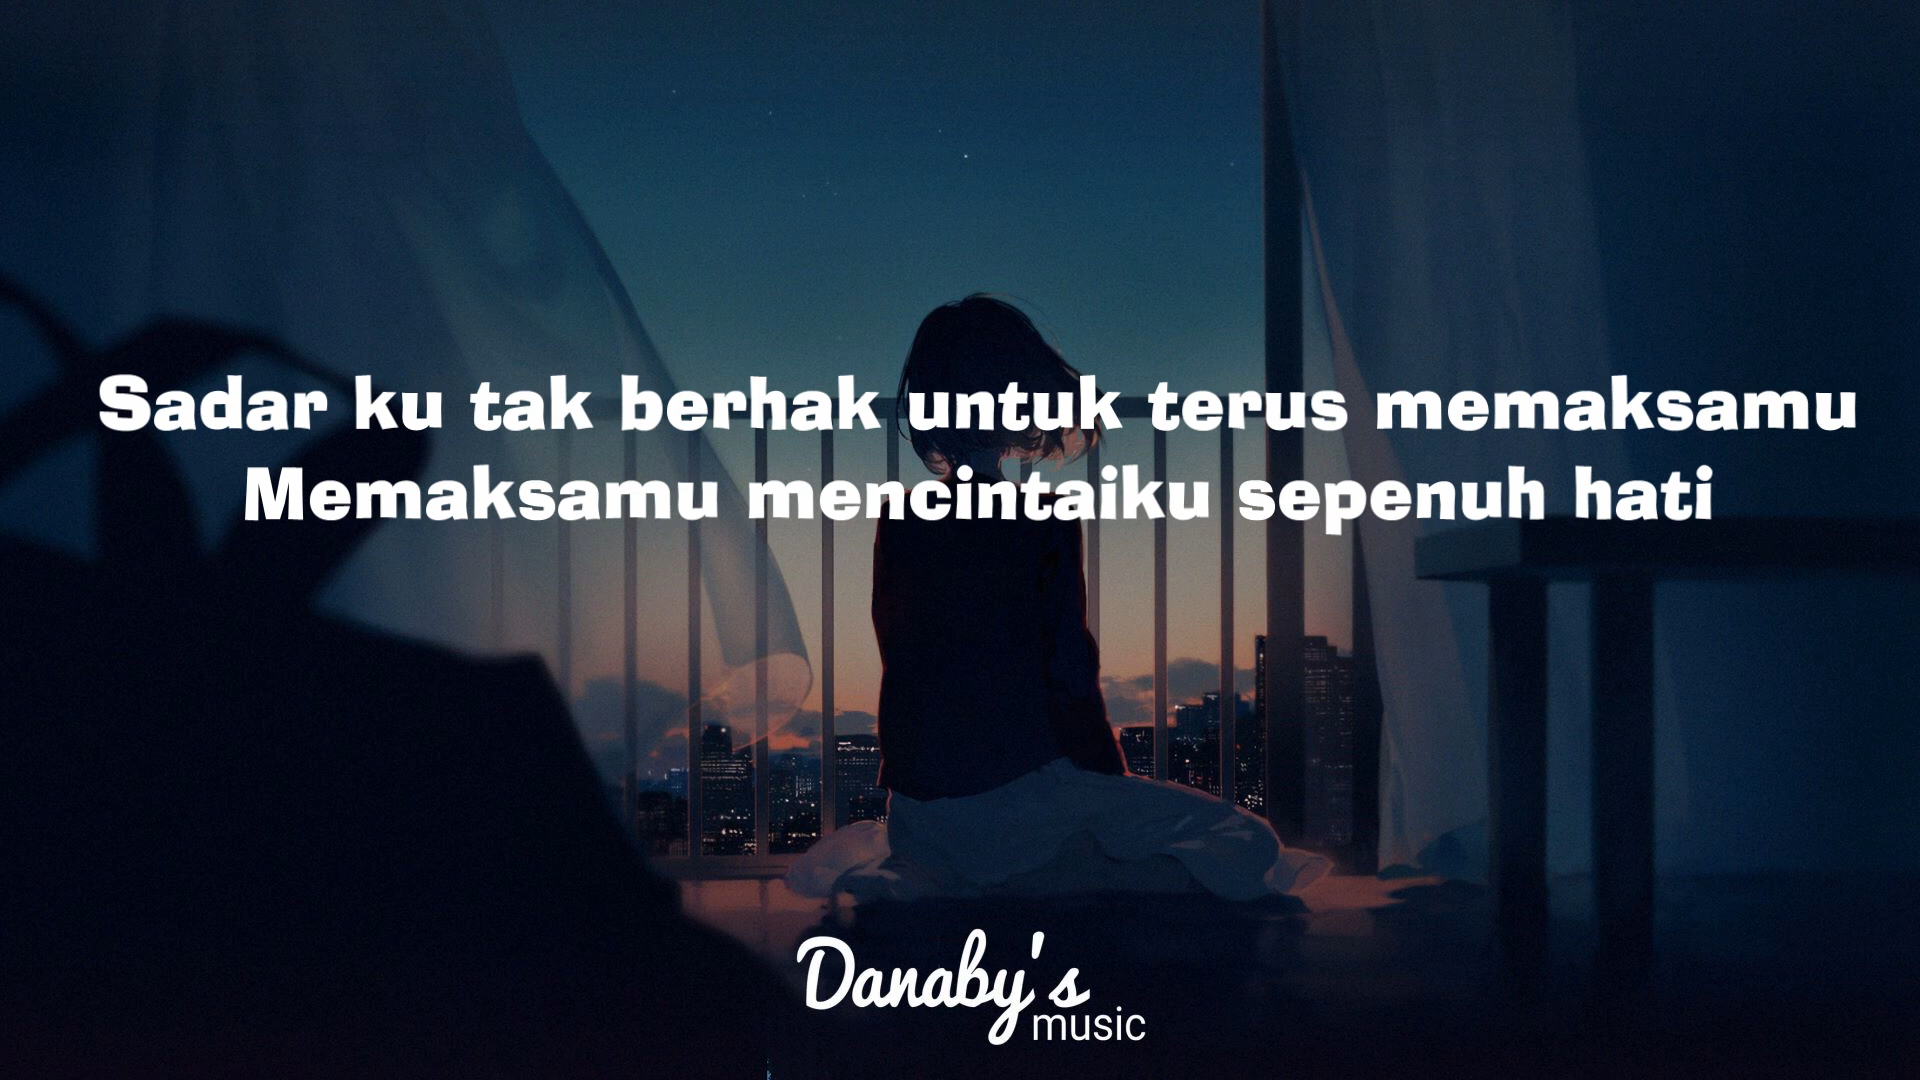 Sadar ku tak berhak untuk terus memaksamu
Memaksamu mencintaiku sepenuh hati
Danaby's
music